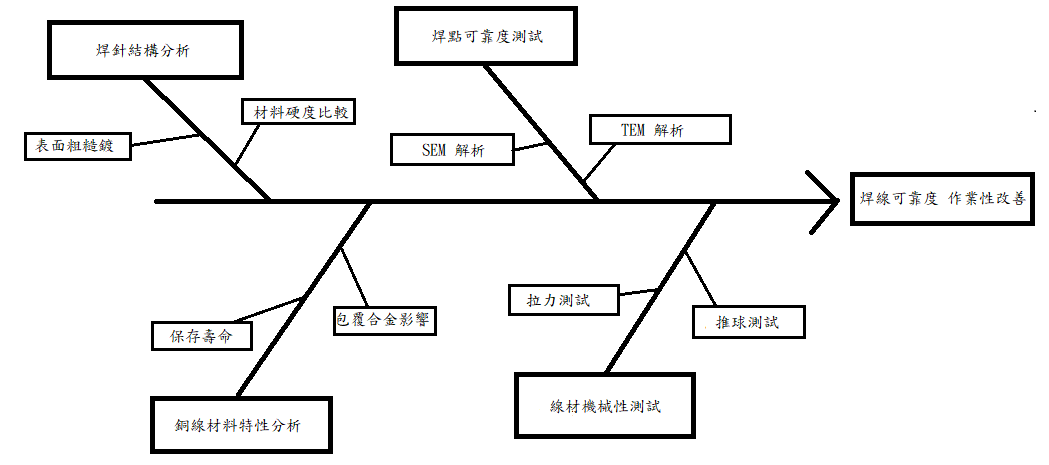 焊針結構分析
焊點可靠度測試
材料硬度比較
表面粗糙鍍
SEM 解析
TEM 解析
焊線可靠度 作業性改善
保存壽命
包覆合金影響
拉力測試
推球測試
銅線材料特性分析
線材機械性測試